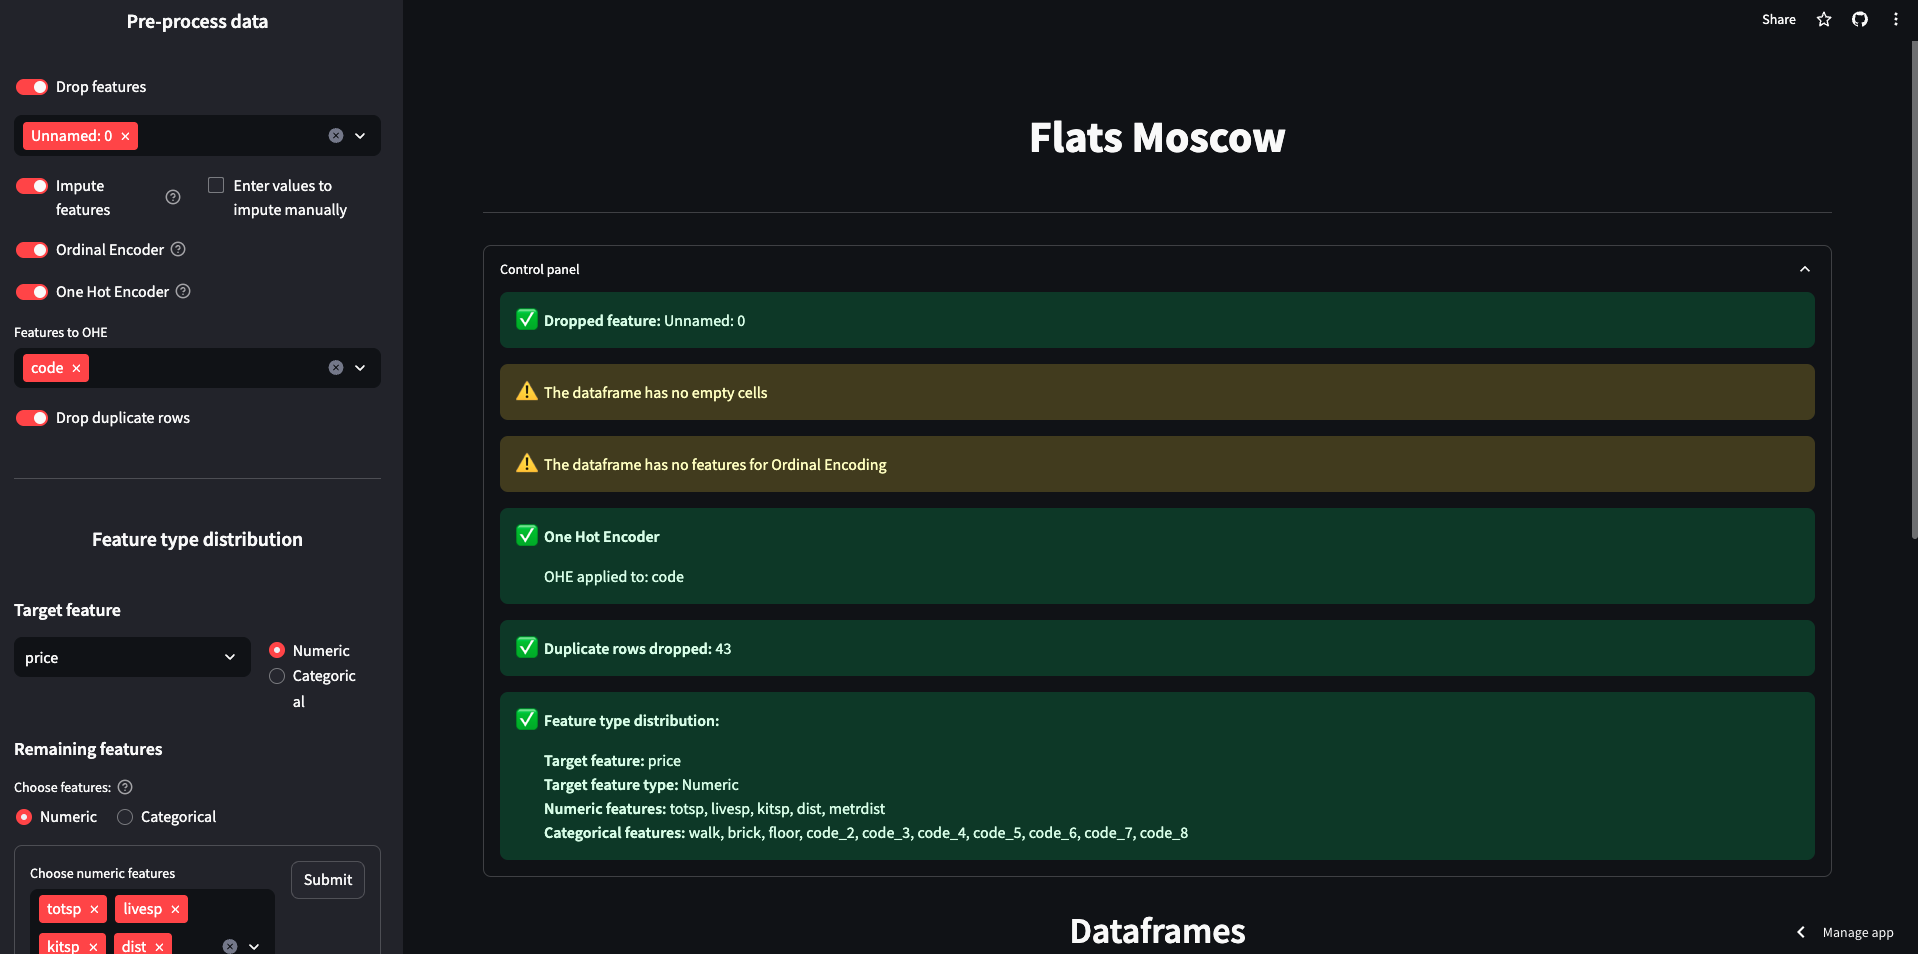 Pre-process data
Drop features
Unnamed: 0
Impute
features
Enter values to
impute manually
Ordinal Encoder
One Hot Encoder
Features to OHE
code
Drop duplicate rows
Feature type distribution
Target feature
price
Numeric
Categoric
al
Remaining features
Choose features:
Numeric
Categorical
Choose numeric features
Submit
totsp
livesp
kitsp
dist
Share
Flats Moscow
Control panel
Dropped feature: Unnamed: 0
The dataframe has no empty cells
The dataframe has no features for Ordinal Encoding
One Hot Encoder
OHE applied to: code
Duplicate rows dropped: 43
Feature type distribution:
Target feature: price
Target feature type: Numeric
Numeric features: totsp, livesp, kitsp, dist, metrdist
Categorical features: walk, brick, floor, code_2, code_3, code_4, code_5, code_6, code_7, code_8
Dataframes
Manage app